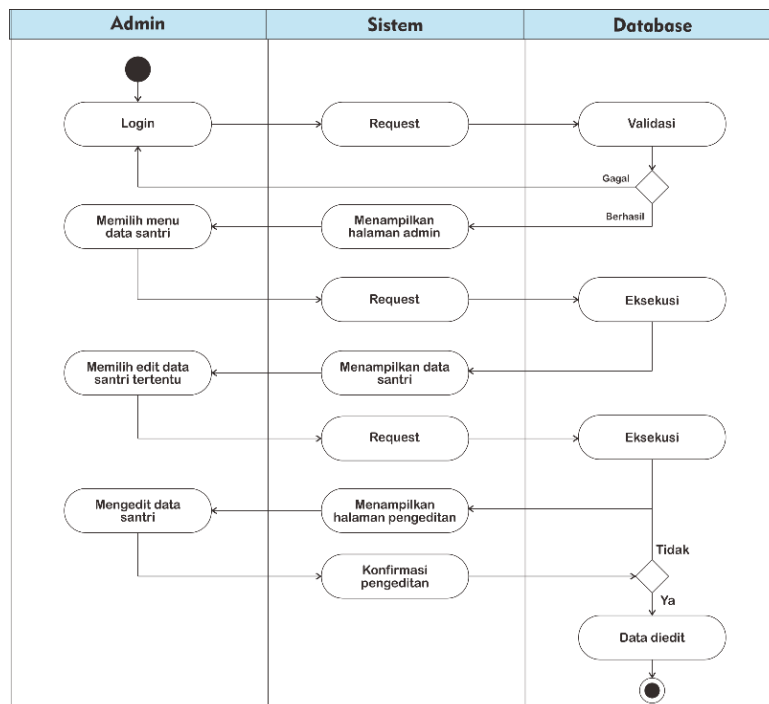 Admin
Sistem
Database
Login
Request
Validasi
Gagal
Berhasil
Memilih menu
data santri
Menampilkan
halaman admin
Request
Eksekusi
Memilih edit data
santri tertentu
Menampilkan data
santri
Request
Eksekusi
Mengedit data
santri
Menampilkan
halaman pengeditan
Tidak
Konfirmasi
pengeditan
Ya
Data diedit